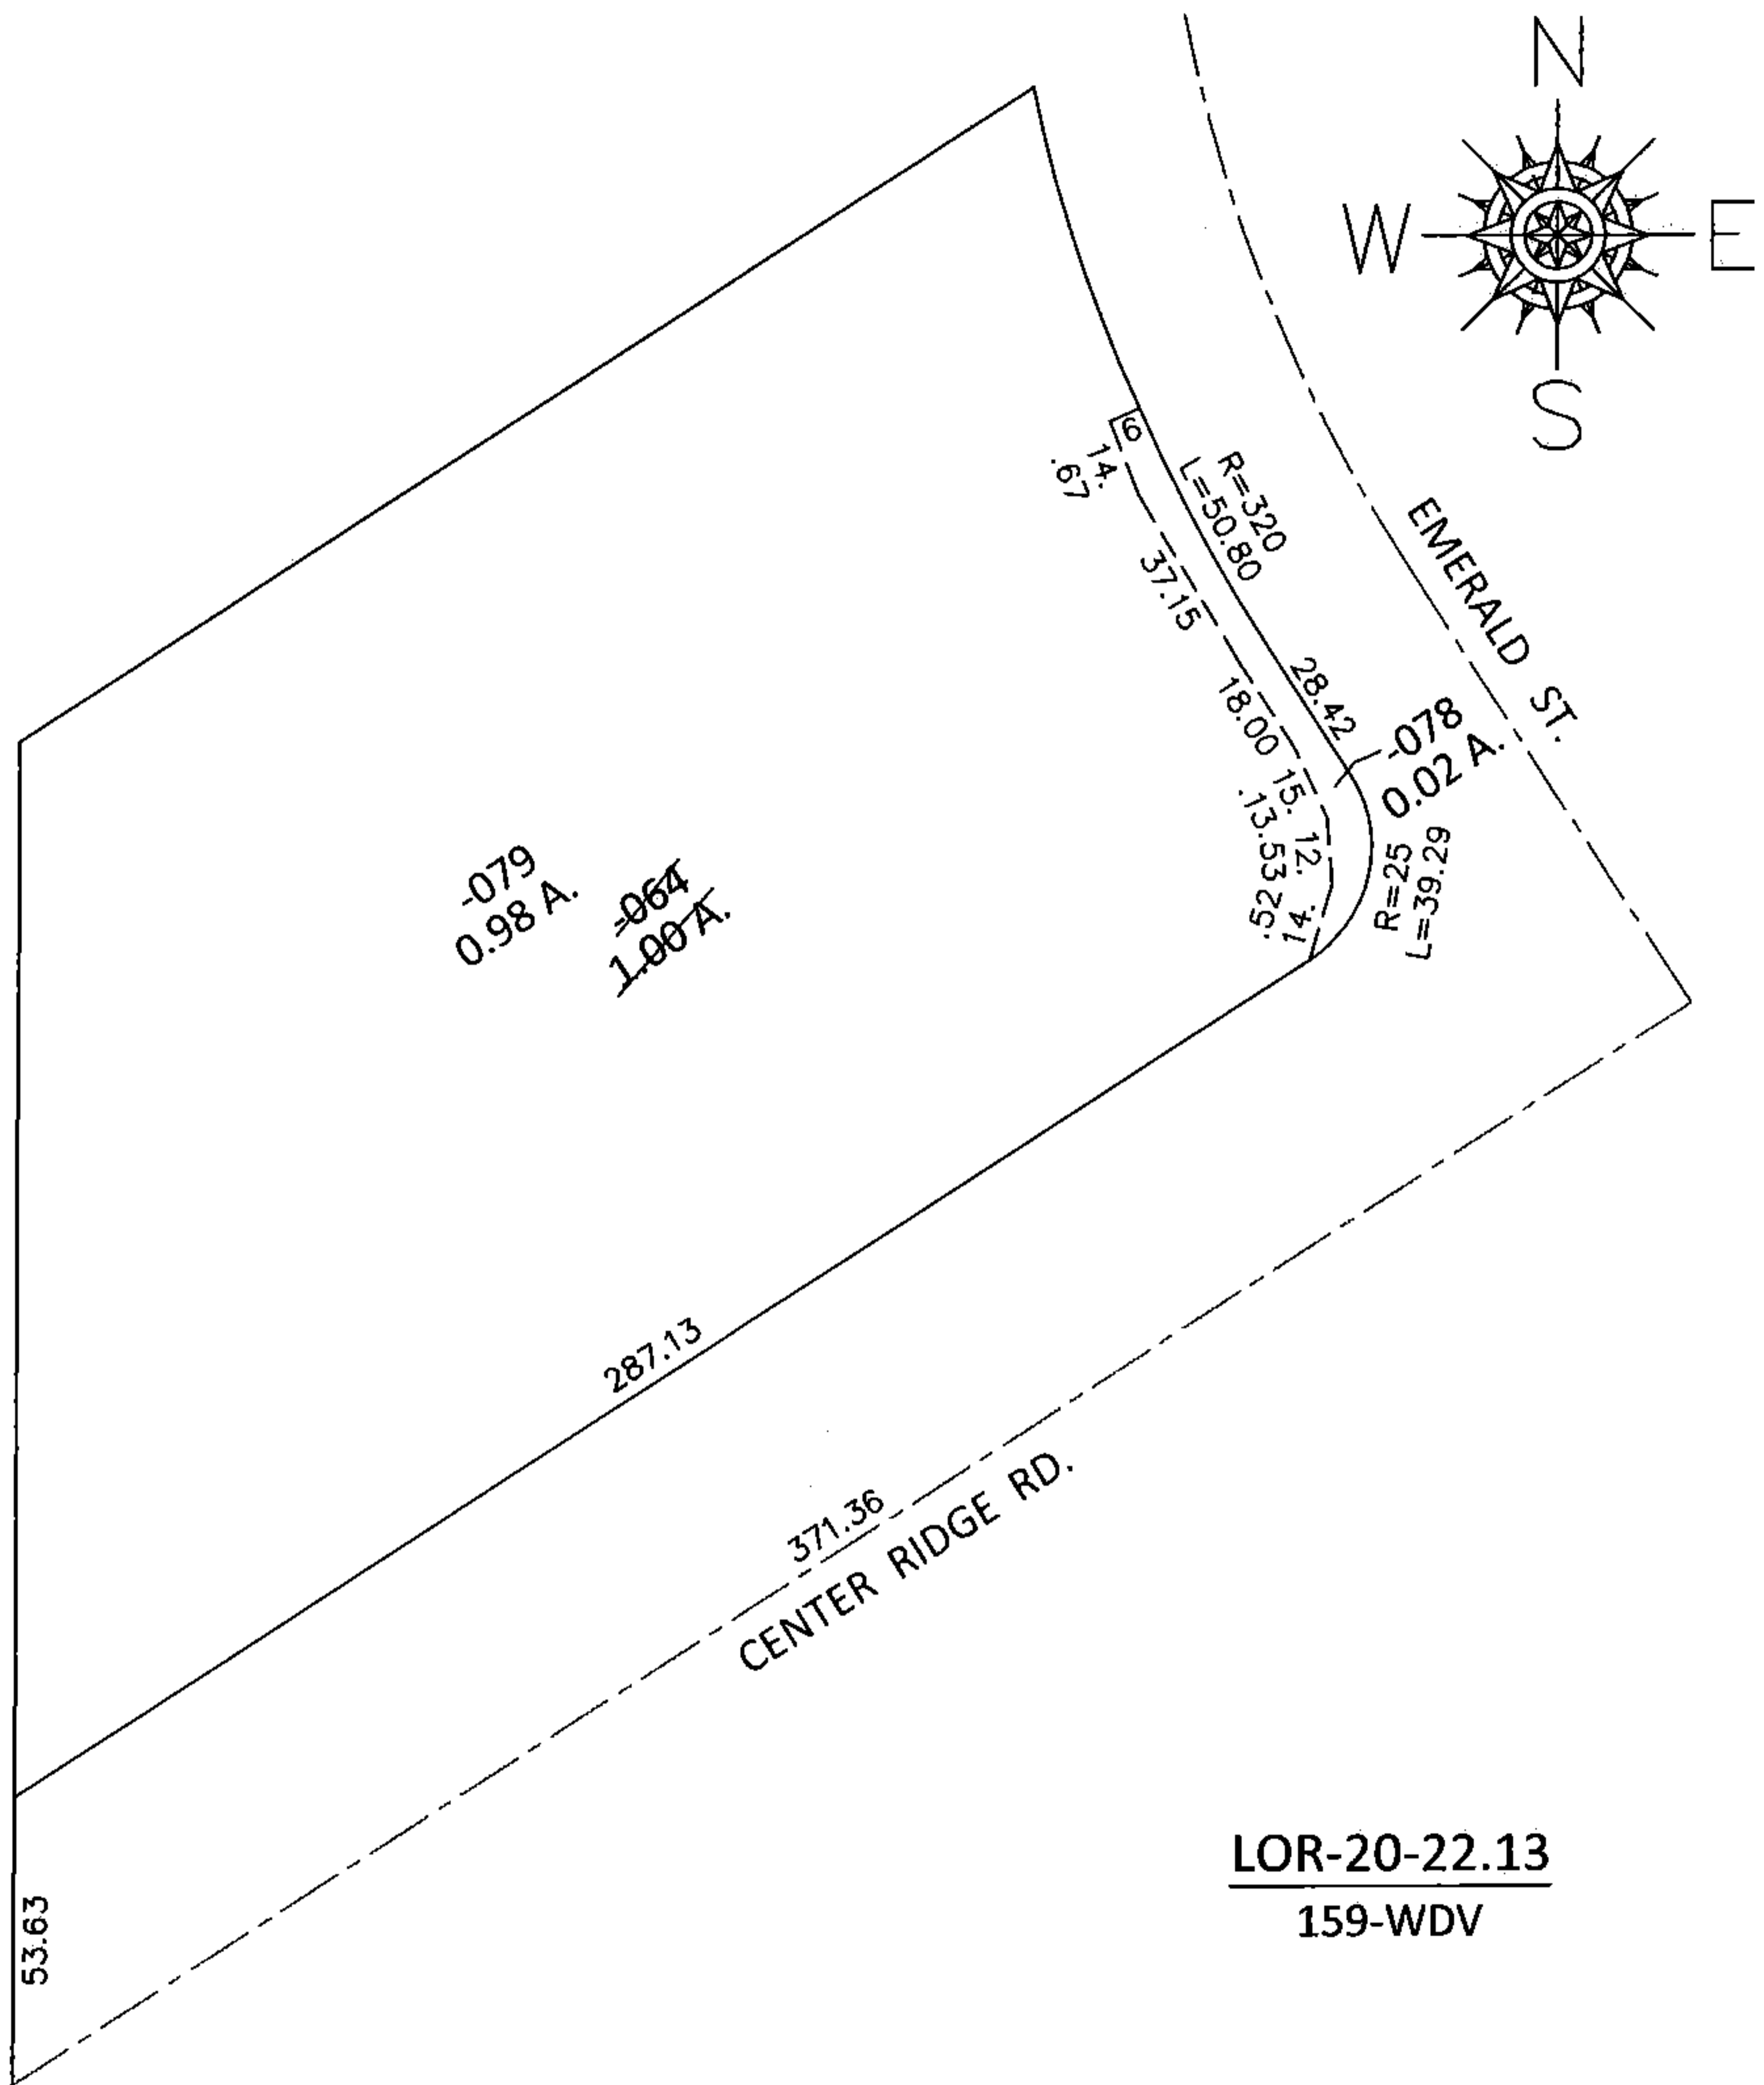 N
W
E
S
6
14.
.67
R=320
L=50.80
37.15
EMERALD ST.
28.42
18.00
-078
0.02 A.
15.
.13
12.
.53
14.
.25
R=25
L=39.29
-079
0.98 A.
-064
1.00 A.
287.13
371.36
CENTER RIDGE RD.
53.63
LOR-20-22.13
159-WDV